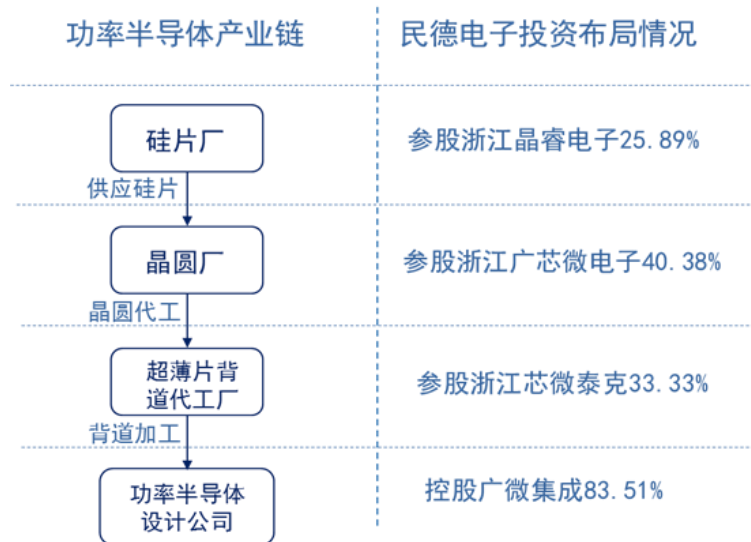 功率半导体产业链
民德电子投资布局情况
硅片厂
参股浙江晶睿电子25.89%
供应硅片
晶圆厂
参股浙江广芯微电子40.38%
晶圆代工
超薄片背
道代工厂
参股浙江芯微泰克33.33%
背道加工
功率半导体
设计公司
控股广微集成83.51%